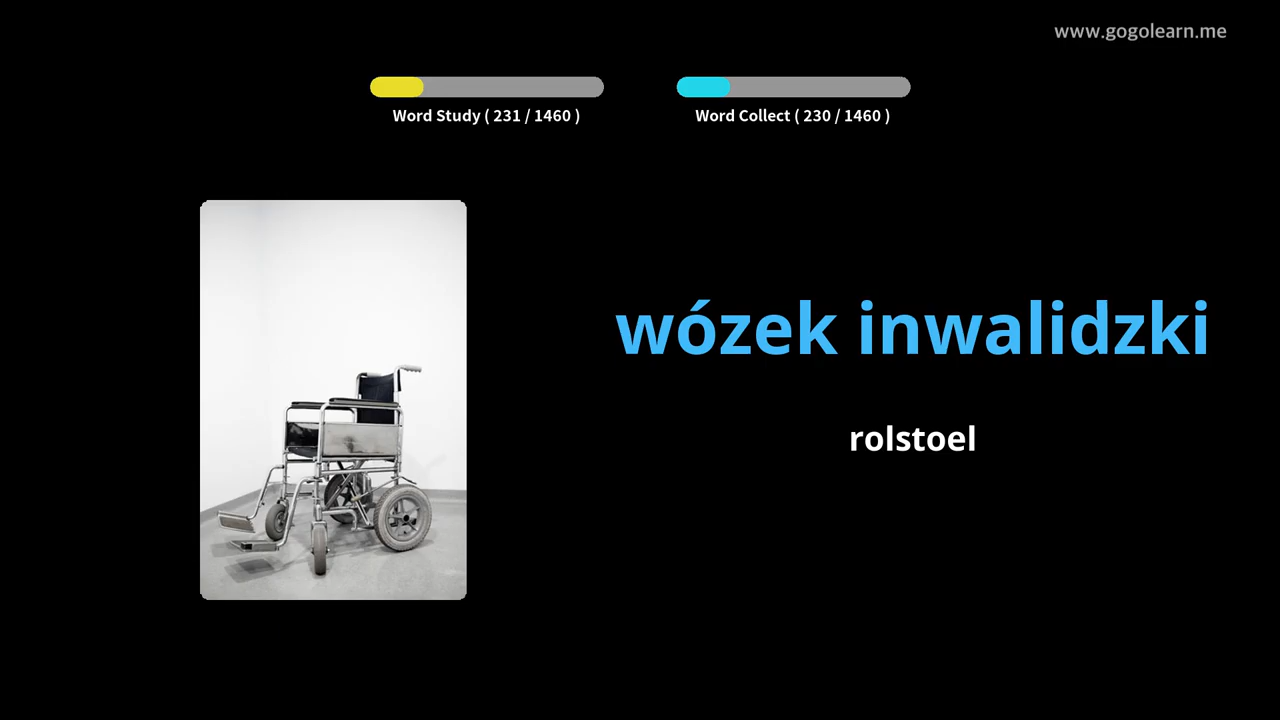 www.gogolearn.me
Word Study ( 231 / 1460 )
Word Collect ( 230 / 1460 )
wózek inwalidzki
rolstoel